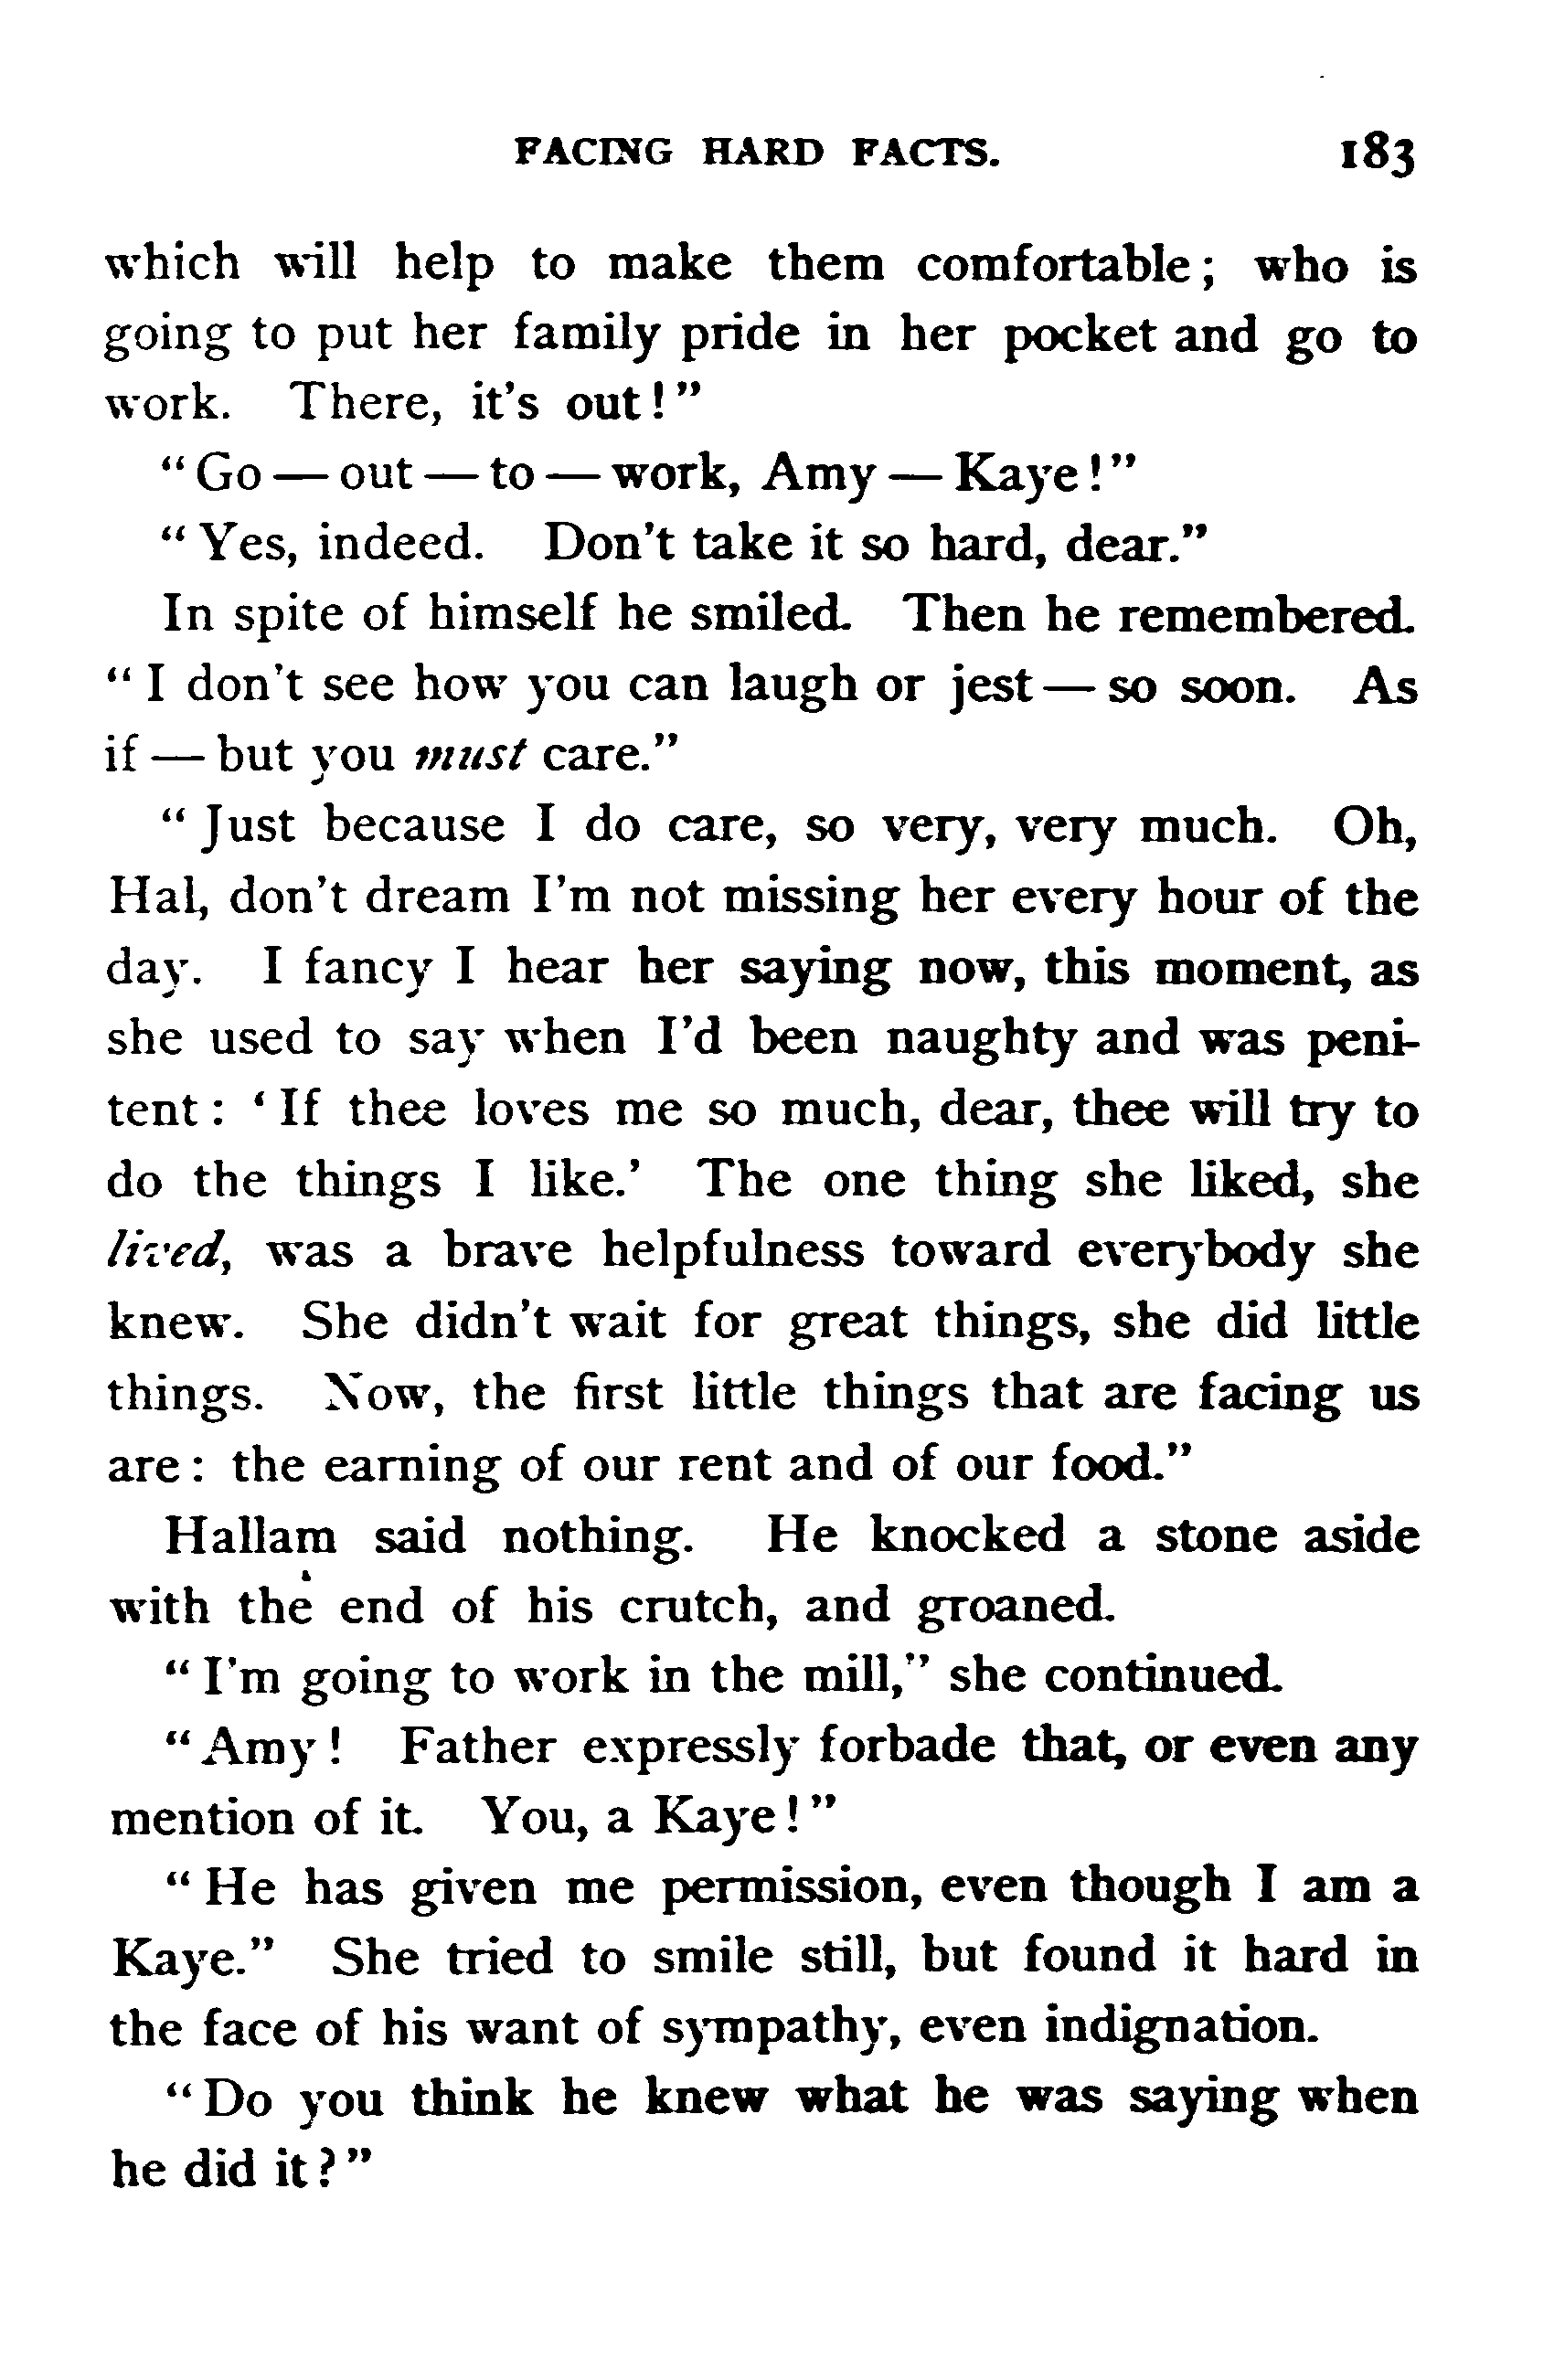 FACING HARD FACTS. 183
which will help to make them comfortable; who is
going to put her family pride in her pocket and go to
work. There, it's out!"
"Go — out — to — work, Amy — Kaye!"
"Yes, indeed. Don't take it so hard, dear."
In spite of himself he smiled. Then he remembered.
"I don't see how you can laugh or jest — so soon. As
if — but you must care."
"Just because I do care, so very, very much. Oh,
Hal, don't dream I'm not missing her every hour of the
day. I fancy I hear her saying now, this moment, as
she used to say when I'd been naughty and was peni-
tent: 'If thee loves me so much, dear, thee will try to
do the things I like.' The one thing she liked, she
lived, was a brave helpfulness toward everybody she
knew. She didn't wait for great things, she did little
things. Now, the first little things that are facing us
are: the earning of our rent and of our food."
Hallam said nothing. He knocked a stone aside
with the end of his crutch, and groaned.
"I'm going to work in the mill," she continued.
"Amy! Father expressly forbade that, or even any
mention of it. You, a Kaye!"
"He has given me permission, even though I am a
Kaye." She tried to smile still, but found it hard in
the face of his want of sympathy, even indignation.
"Do you think he knew what he was saying when
he did it?"